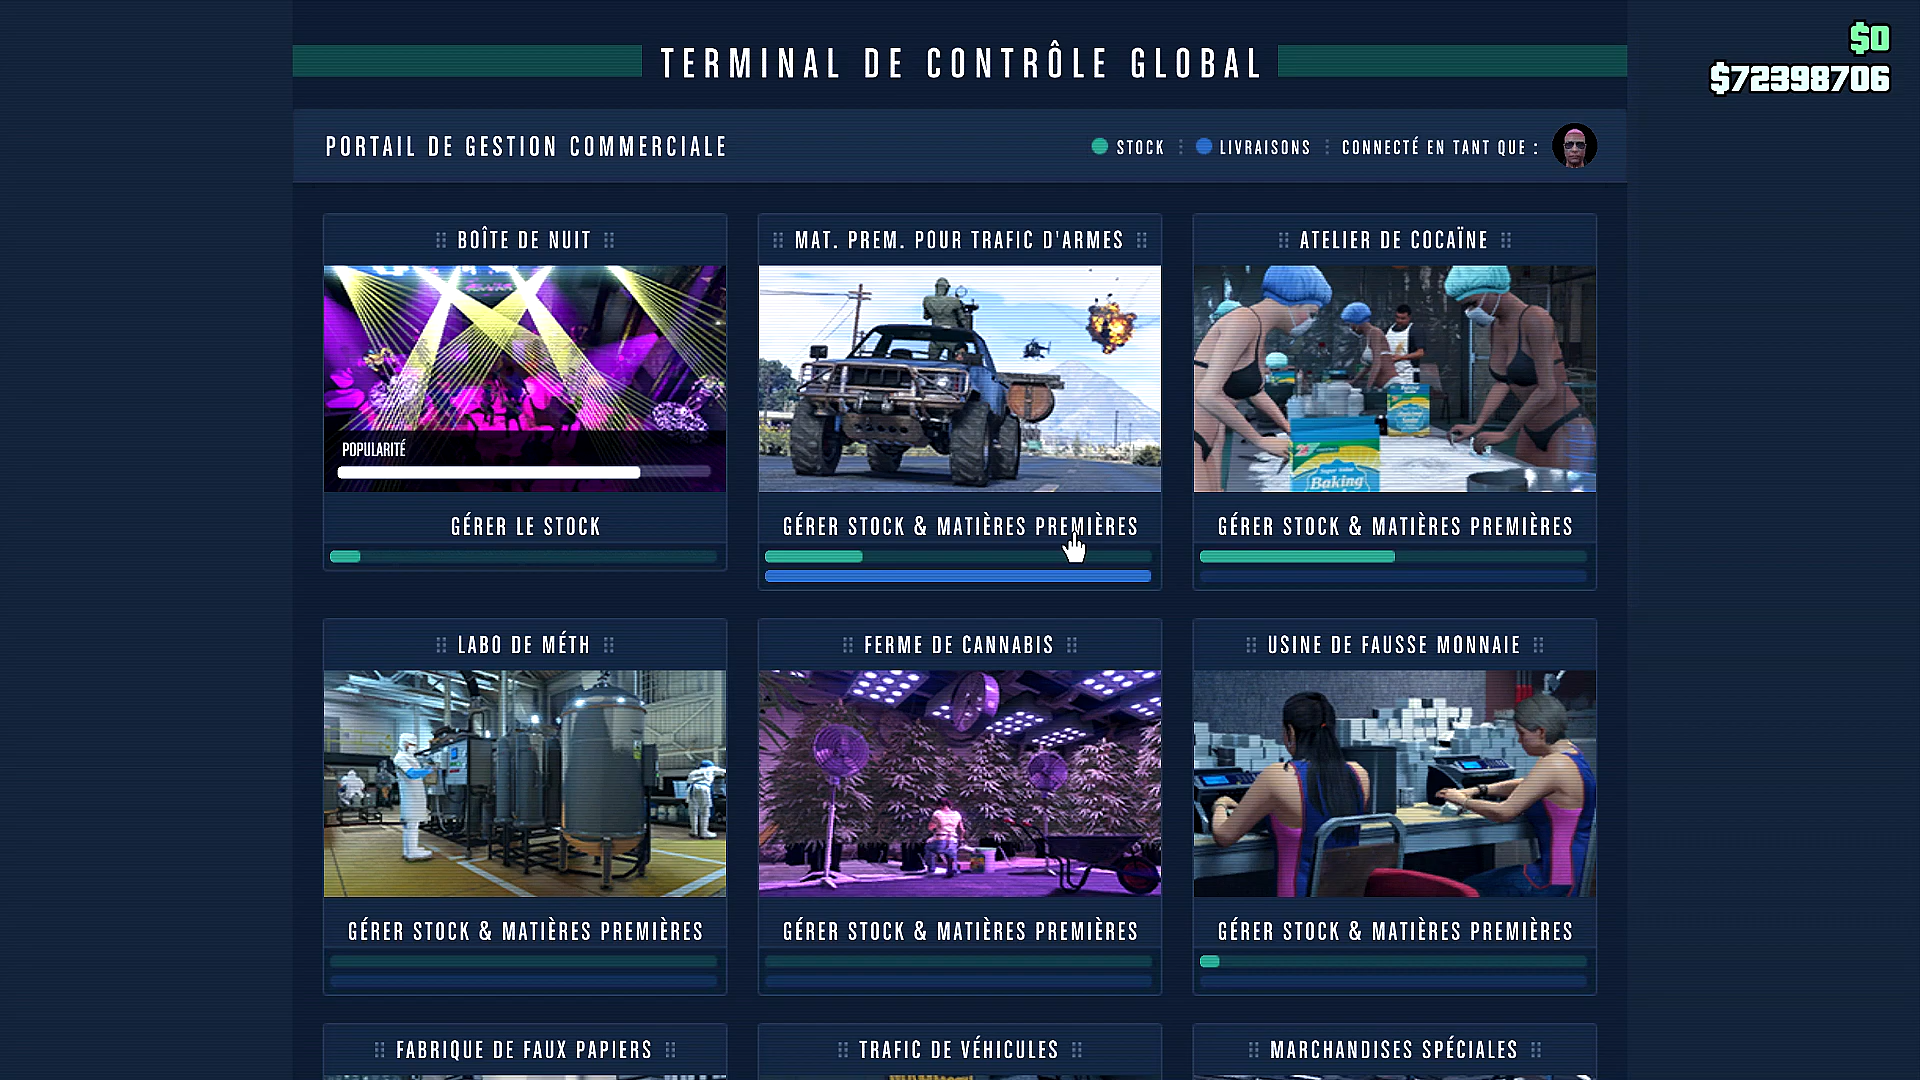 $0
$72398706
TERMINAL DE CONTRÔLE GLOBAL
PORTAIL DE GESTION COMMERCIALE
STOCK
LIVRAISONS
CONNECTÉ EN TANT QUE :
BOÎTE DE NUIT
MAT. PREM. POUR TRAFIC D'ARMES
ATELIER DE COCAÏNE
POPULARITÉ
Baking
GÉRER LE STOCK
GÉRER STOCK & MATIÈRES PREMIÈRES
GÉRER STOCK & MATIÈRES PREMIÈRES
LABO DE MÉTH
FERME DE CANNABIS
USINE DE FAUSSE MONNAIE
GÉRER STOCK & MATIÈRES PREMIÈRES
GÉRER STOCK & MATIÈRES PREMIÈRES
GÉRER STOCK & MATIÈRES PREMIÈRES
FABRIQUE DE FAUX PAPIERS
TRAFIC DE VÉHICULES
MARCHANDISES SPÉCIALES